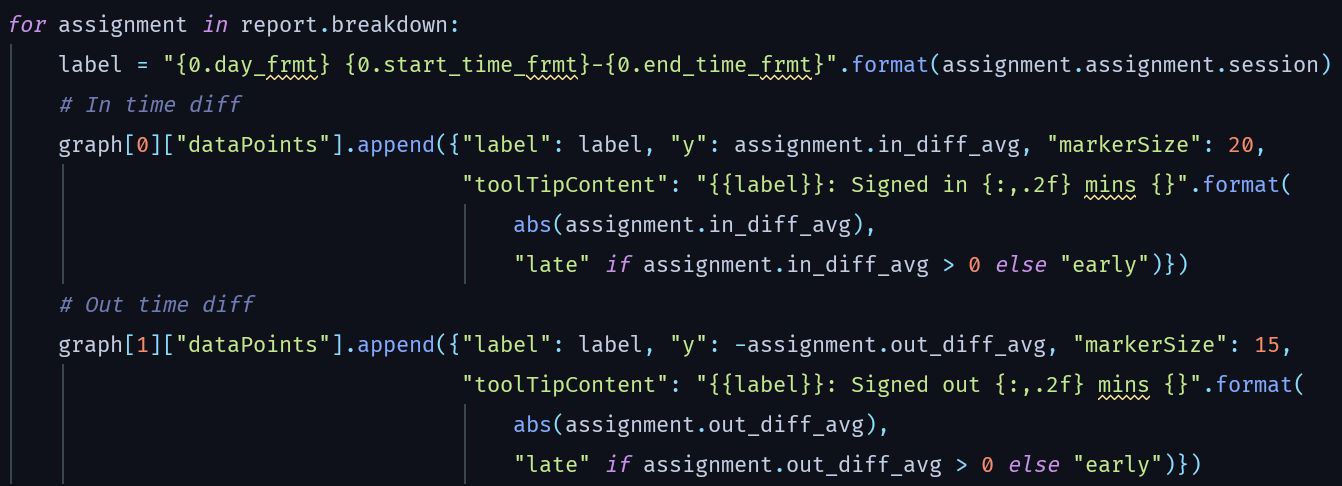 for assignment in report.breakdown:
    label = "{0.day_frmt} {0.start_time_frmt}-{0.end_time_frmt}".format(assignment.assignment.session)
    # In time diff
    graph[0]["dataPoints"].append({"label": label, "y": assignment.in_diff_avg, "markerSize": 20,
                                   "toolTipContent": "{{label}}: Signed in {:,.2f} mins {}".format(
                                       abs(assignment.in_diff_avg),
                                       "late" if assignment.in_diff_avg > 0 else "early")})
    # Out time diff
    graph[1]["dataPoints"].append({"label": label, "y": -assignment.out_diff_avg, "markerSize": 15,
                                   "toolTipContent": "{{label}}: Signed out {:,.2f} mins {}".format(
                                       abs(assignment.out_diff_avg),
                                       "late" if assignment.out_diff_avg > 0 else "early")})